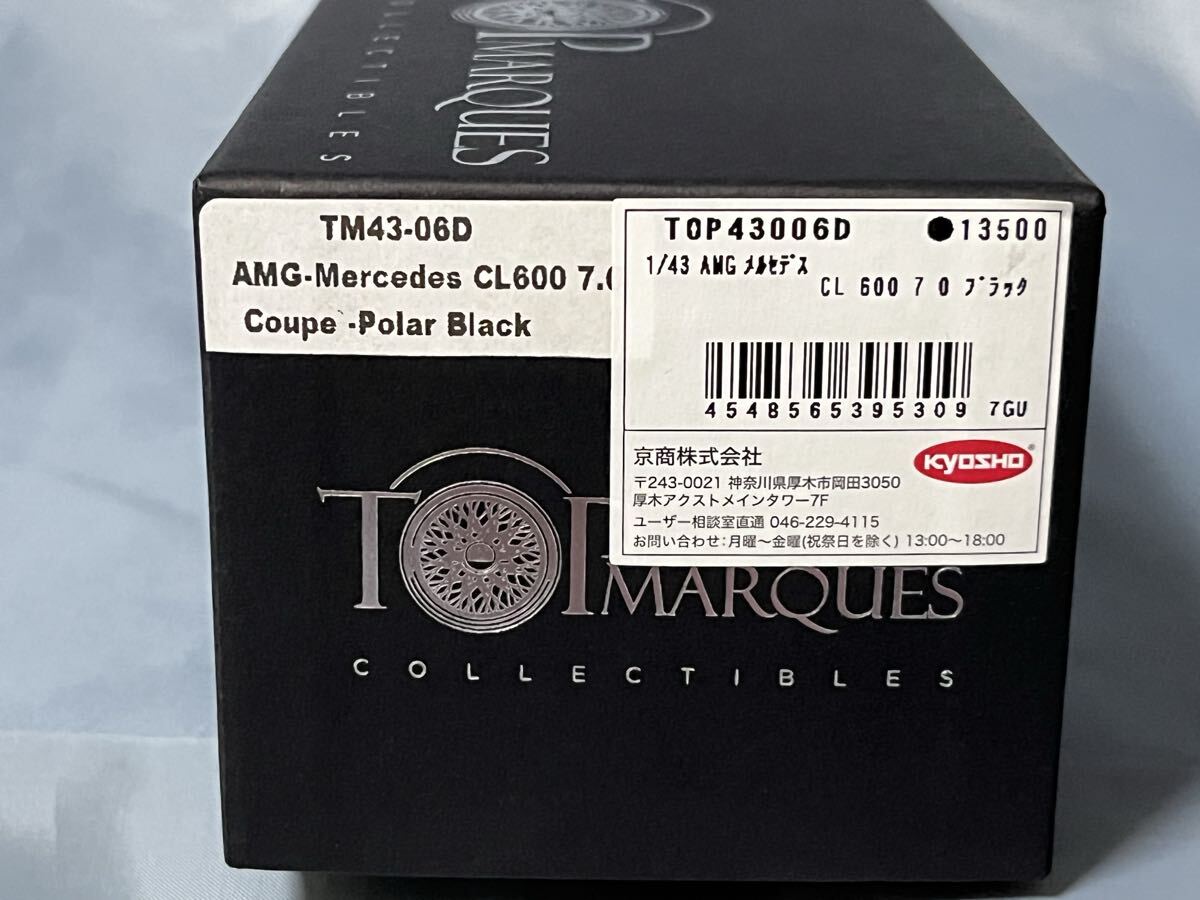 TOP MARQUES
COLLECTIBLES
TM43-06D
AMG-Mercedes CL600 7.
Coupe -Polar Black
TOP43006D ●13500
1/43 AMG メルセデス
CL 600 7 0 ブラック
4548565395309 7GU
京商株式会社
KYOSHO®
〒243-0021 神奈川県厚木市岡田3050
厚木アクストメインタワー7F
ユーザー相談室直通 046-229-4115
お問い合わせ:月曜~金曜(祝祭日を除く) 13:00~18:00
TOP MARQUES
COLLECTIBLES